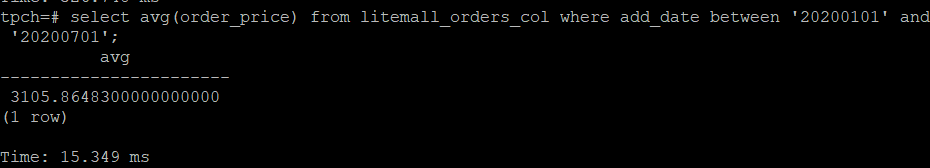 tpch=# select avg(order_price) from litemall_orders_col where add_date between '20200101' and
'20200701';
avg
-----------------------
3105.8648300000000000
(1 row)
Time: 15.349 ms